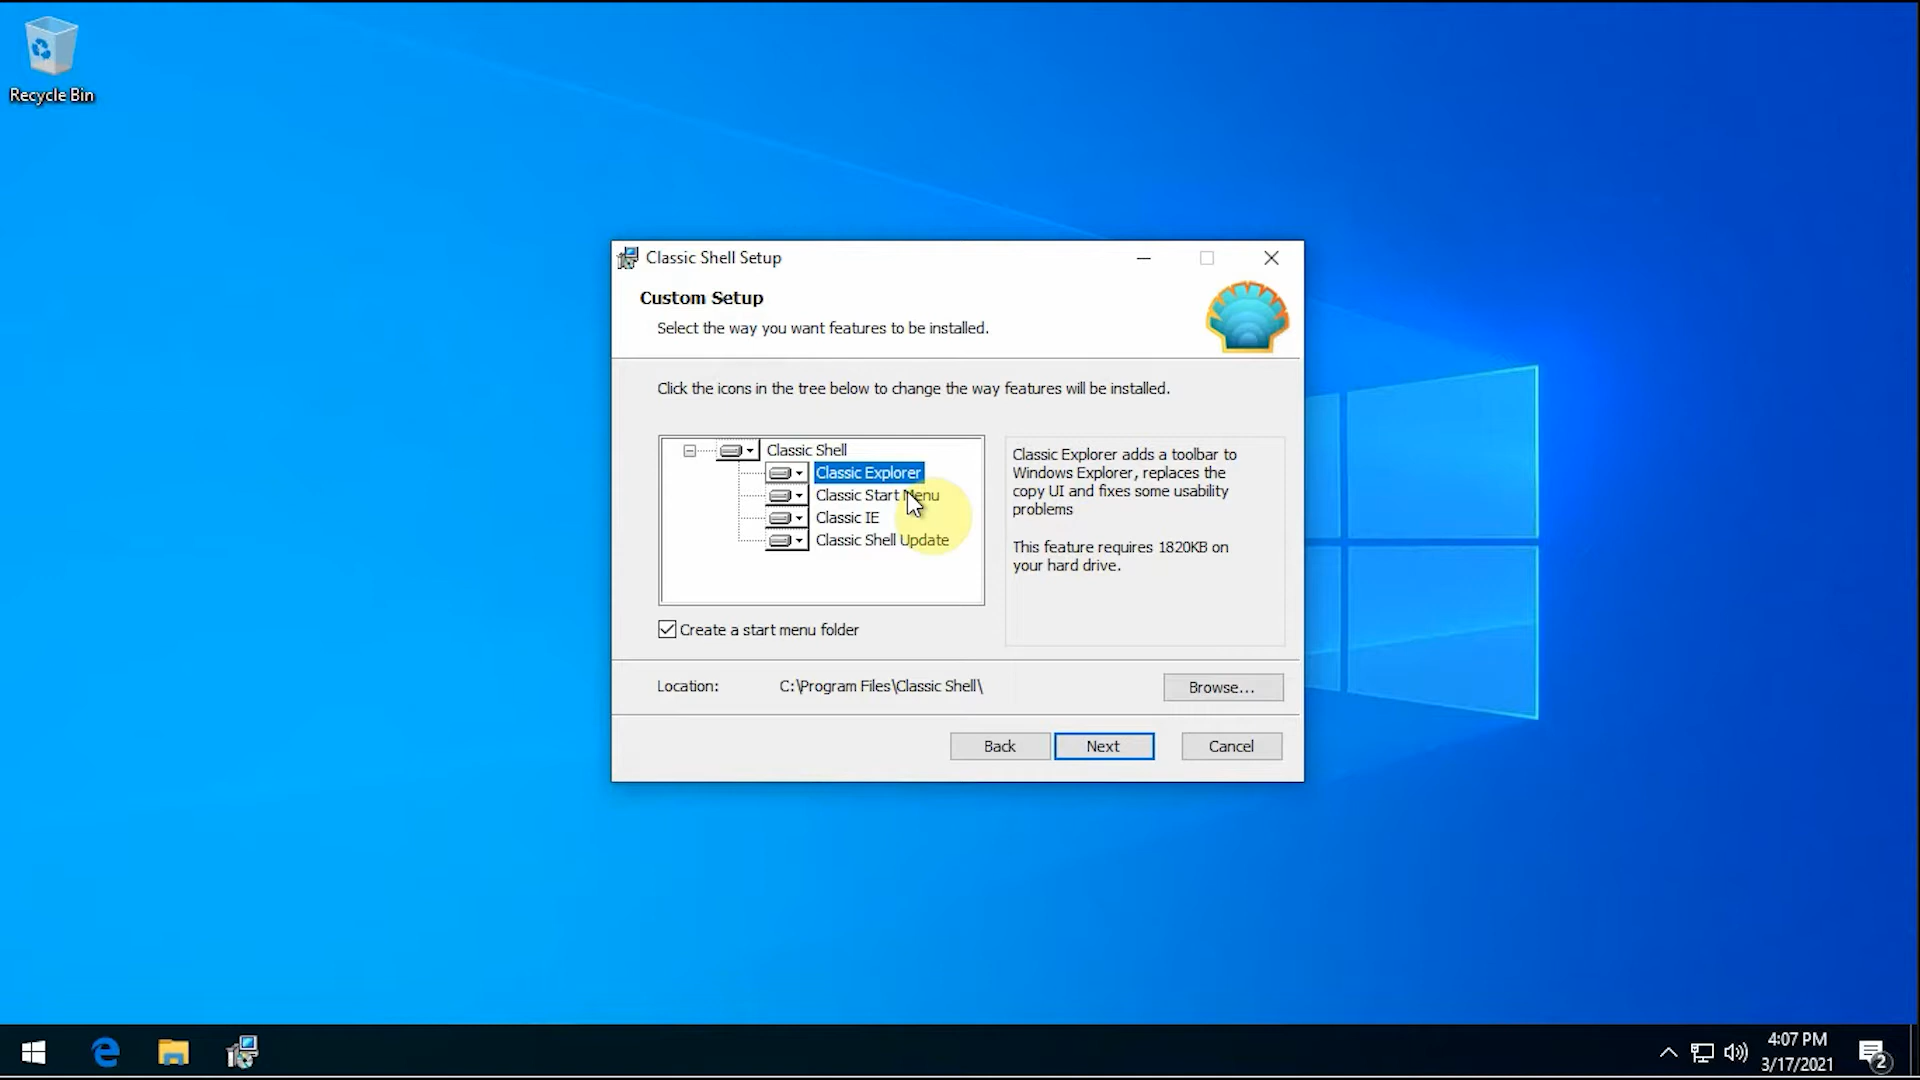 Recycle Bin
Classic Shell Setup
Custom Setup
Select the way you want features to be installed.
Click the icons in the tree below to change the way features will be installed.
Classic Shell
Classic Explorer
Classic Start Menu
Classic IE
Classic Shell Update
Classic Explorer adds a toolbar to
Windows Explorer, replaces the
copy UI and fixes some usability
problems
This feature requires 1820KB on
your hard drive.
Create a start menu folder
Location:
C:\Program Files\Classic Shell\
Browse...
Back
Next
Cancel
4:07 PM
3/17/2021
2